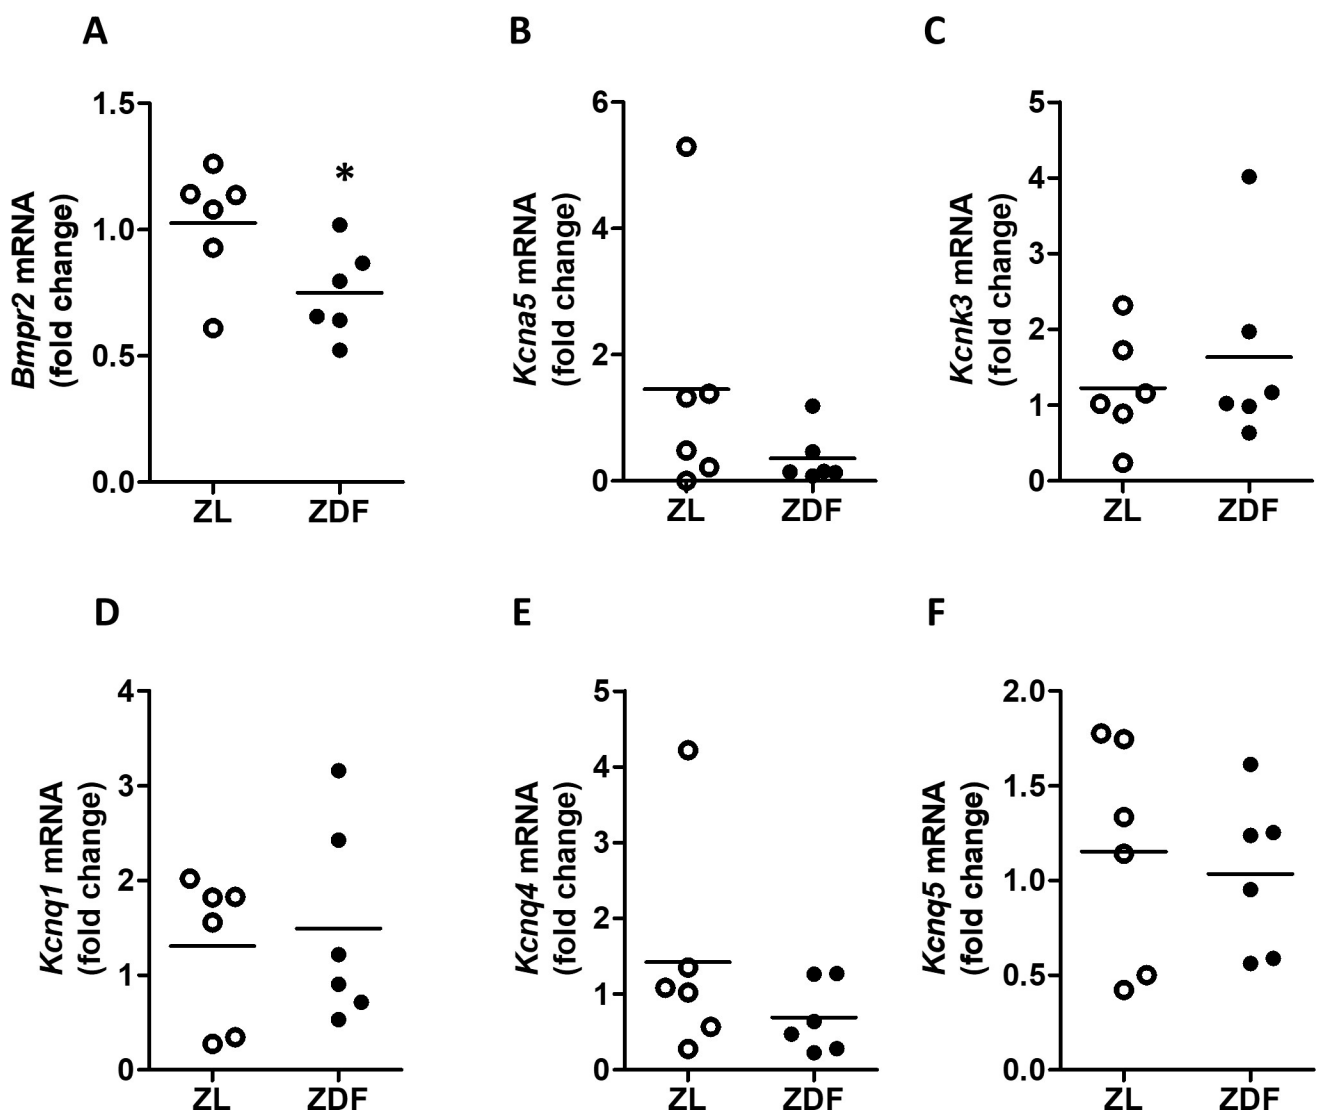 A
Bmpr2 mRNA
(fold change)
1.5
1.0
0.5
0.0
*
ZL
ZDF
B
Kcna5 mRNA
(fold change)
6
4
2
0
ZL
ZDF
C
Kcnk3 mRNA
(fold change)
5
4
3
2
1
0
ZL
ZDF
D
Kcnq1 mRNA
(fold change)
4
3
2
1
0
ZL
ZDF
E
Kcnq4 mRNA
(fold change)
5
4
3
2
1
0
ZL
ZDF
F
Kcnq5 mRNA
(fold change)
2.0
1.5
1.0
0.5
0.0
ZL
ZDF